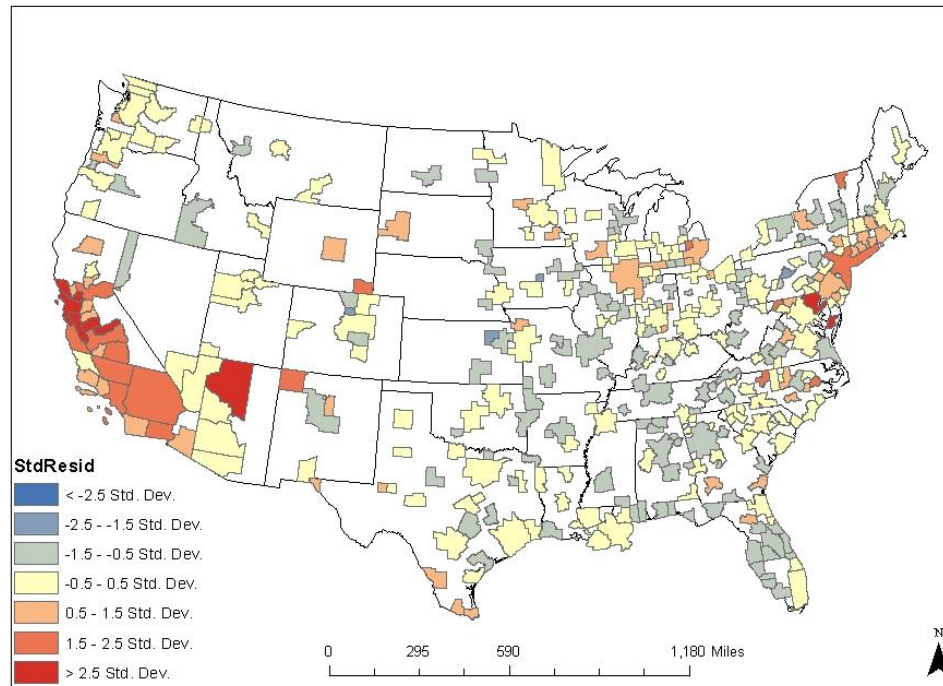 StdResid
< -2.5 Std. Dev.
-2.5 - -1.5 Std. Dev.
-1.5 - -0.5 Std. Dev.
-0.5 - 0.5 Std. Dev.
0.5 - 1.5 Std. Dev.
1.5 - 2.5 Std. Dev.
> 2.5 Std. Dev.
0 295 590 1,180 Miles
N